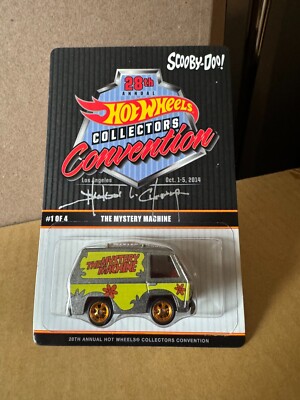 SCOOBY-DOO!
28th
ANNUAL
HOT WHEELS
COLLECTORS
Convention
Los Angeles Oct. 1-5, 2014
#1 OF 4 THE MYSTERY MACHINE
THE MYSTERY
MACHINE
28TH ANNUAL HOT WHEELS® COLLECTORS CONVENTION